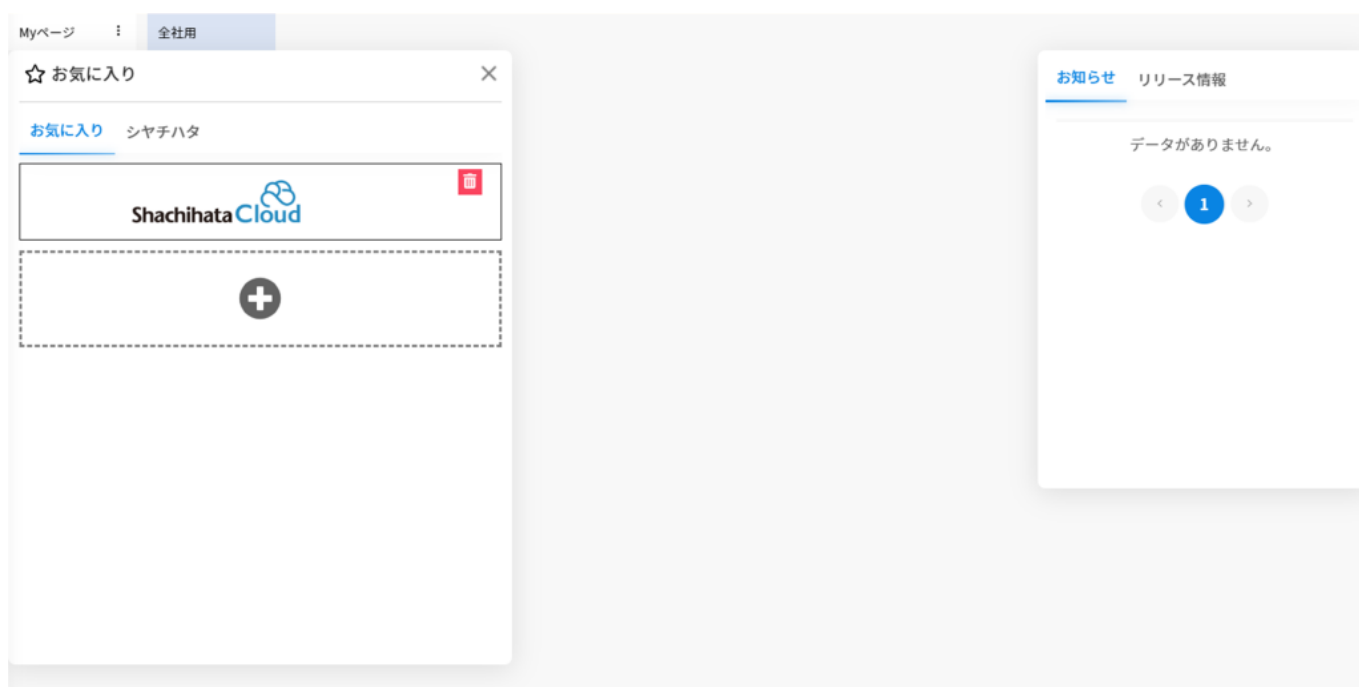 Myページ
全社用
お気に入り
お気に入り シヤチハタ
Shachihata Cloud
お知らせ リリース情報
データがありません。
1